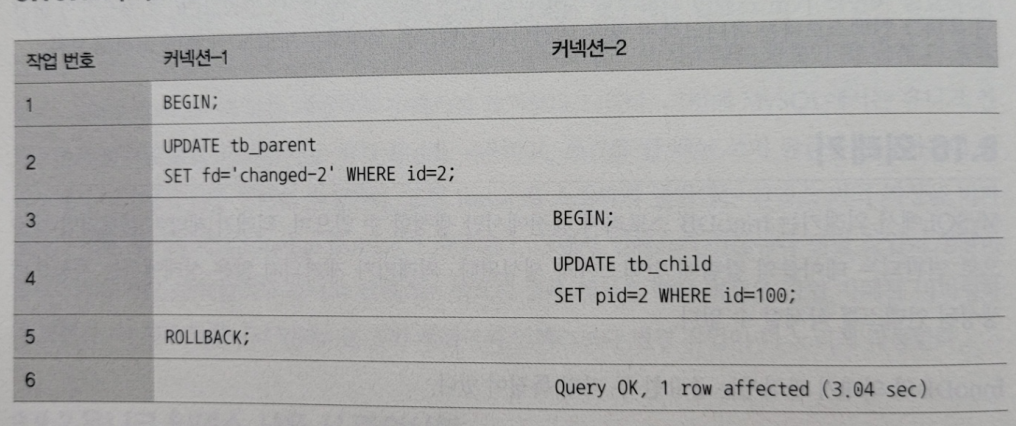 작업 번호 커넥션-1 커넥션-2
1 BEGIN;
2 UPDATE tb_parent
SET fd='changed-2' WHERE id=2;
3 BEGIN;
4 UPDATE tb_child
SET pid=2 WHERE id=100;
5 ROLLBACK;
6 Query OK, 1 row affected (3.04 sec)